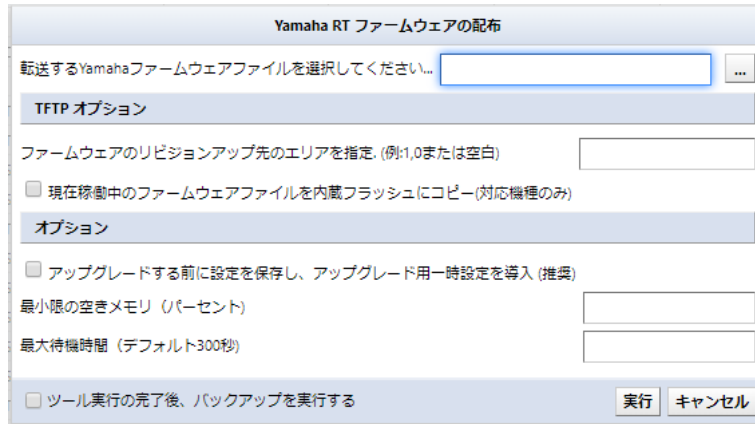 Yamaha RT ファームウェアの配布
転送するYamahaファームウェアファイルを選択してください...
...
TFTP オプション
ファームウェアのリビジョンアップ先のエリアを指定. (例:1,0または空白)
現在稼働中のファームウェアファイルを内蔵フラッシュにコピー(対応機種のみ)
オプション
アップグレードする前に設定を保存し、アップグレード用一時設定を導入 (推奨)
最小限の空きメモリ（パーセント）
最大待機時間（デフォルト300秒)
ツール実行の完了後、バックアップを実行する 実行 キャンセル